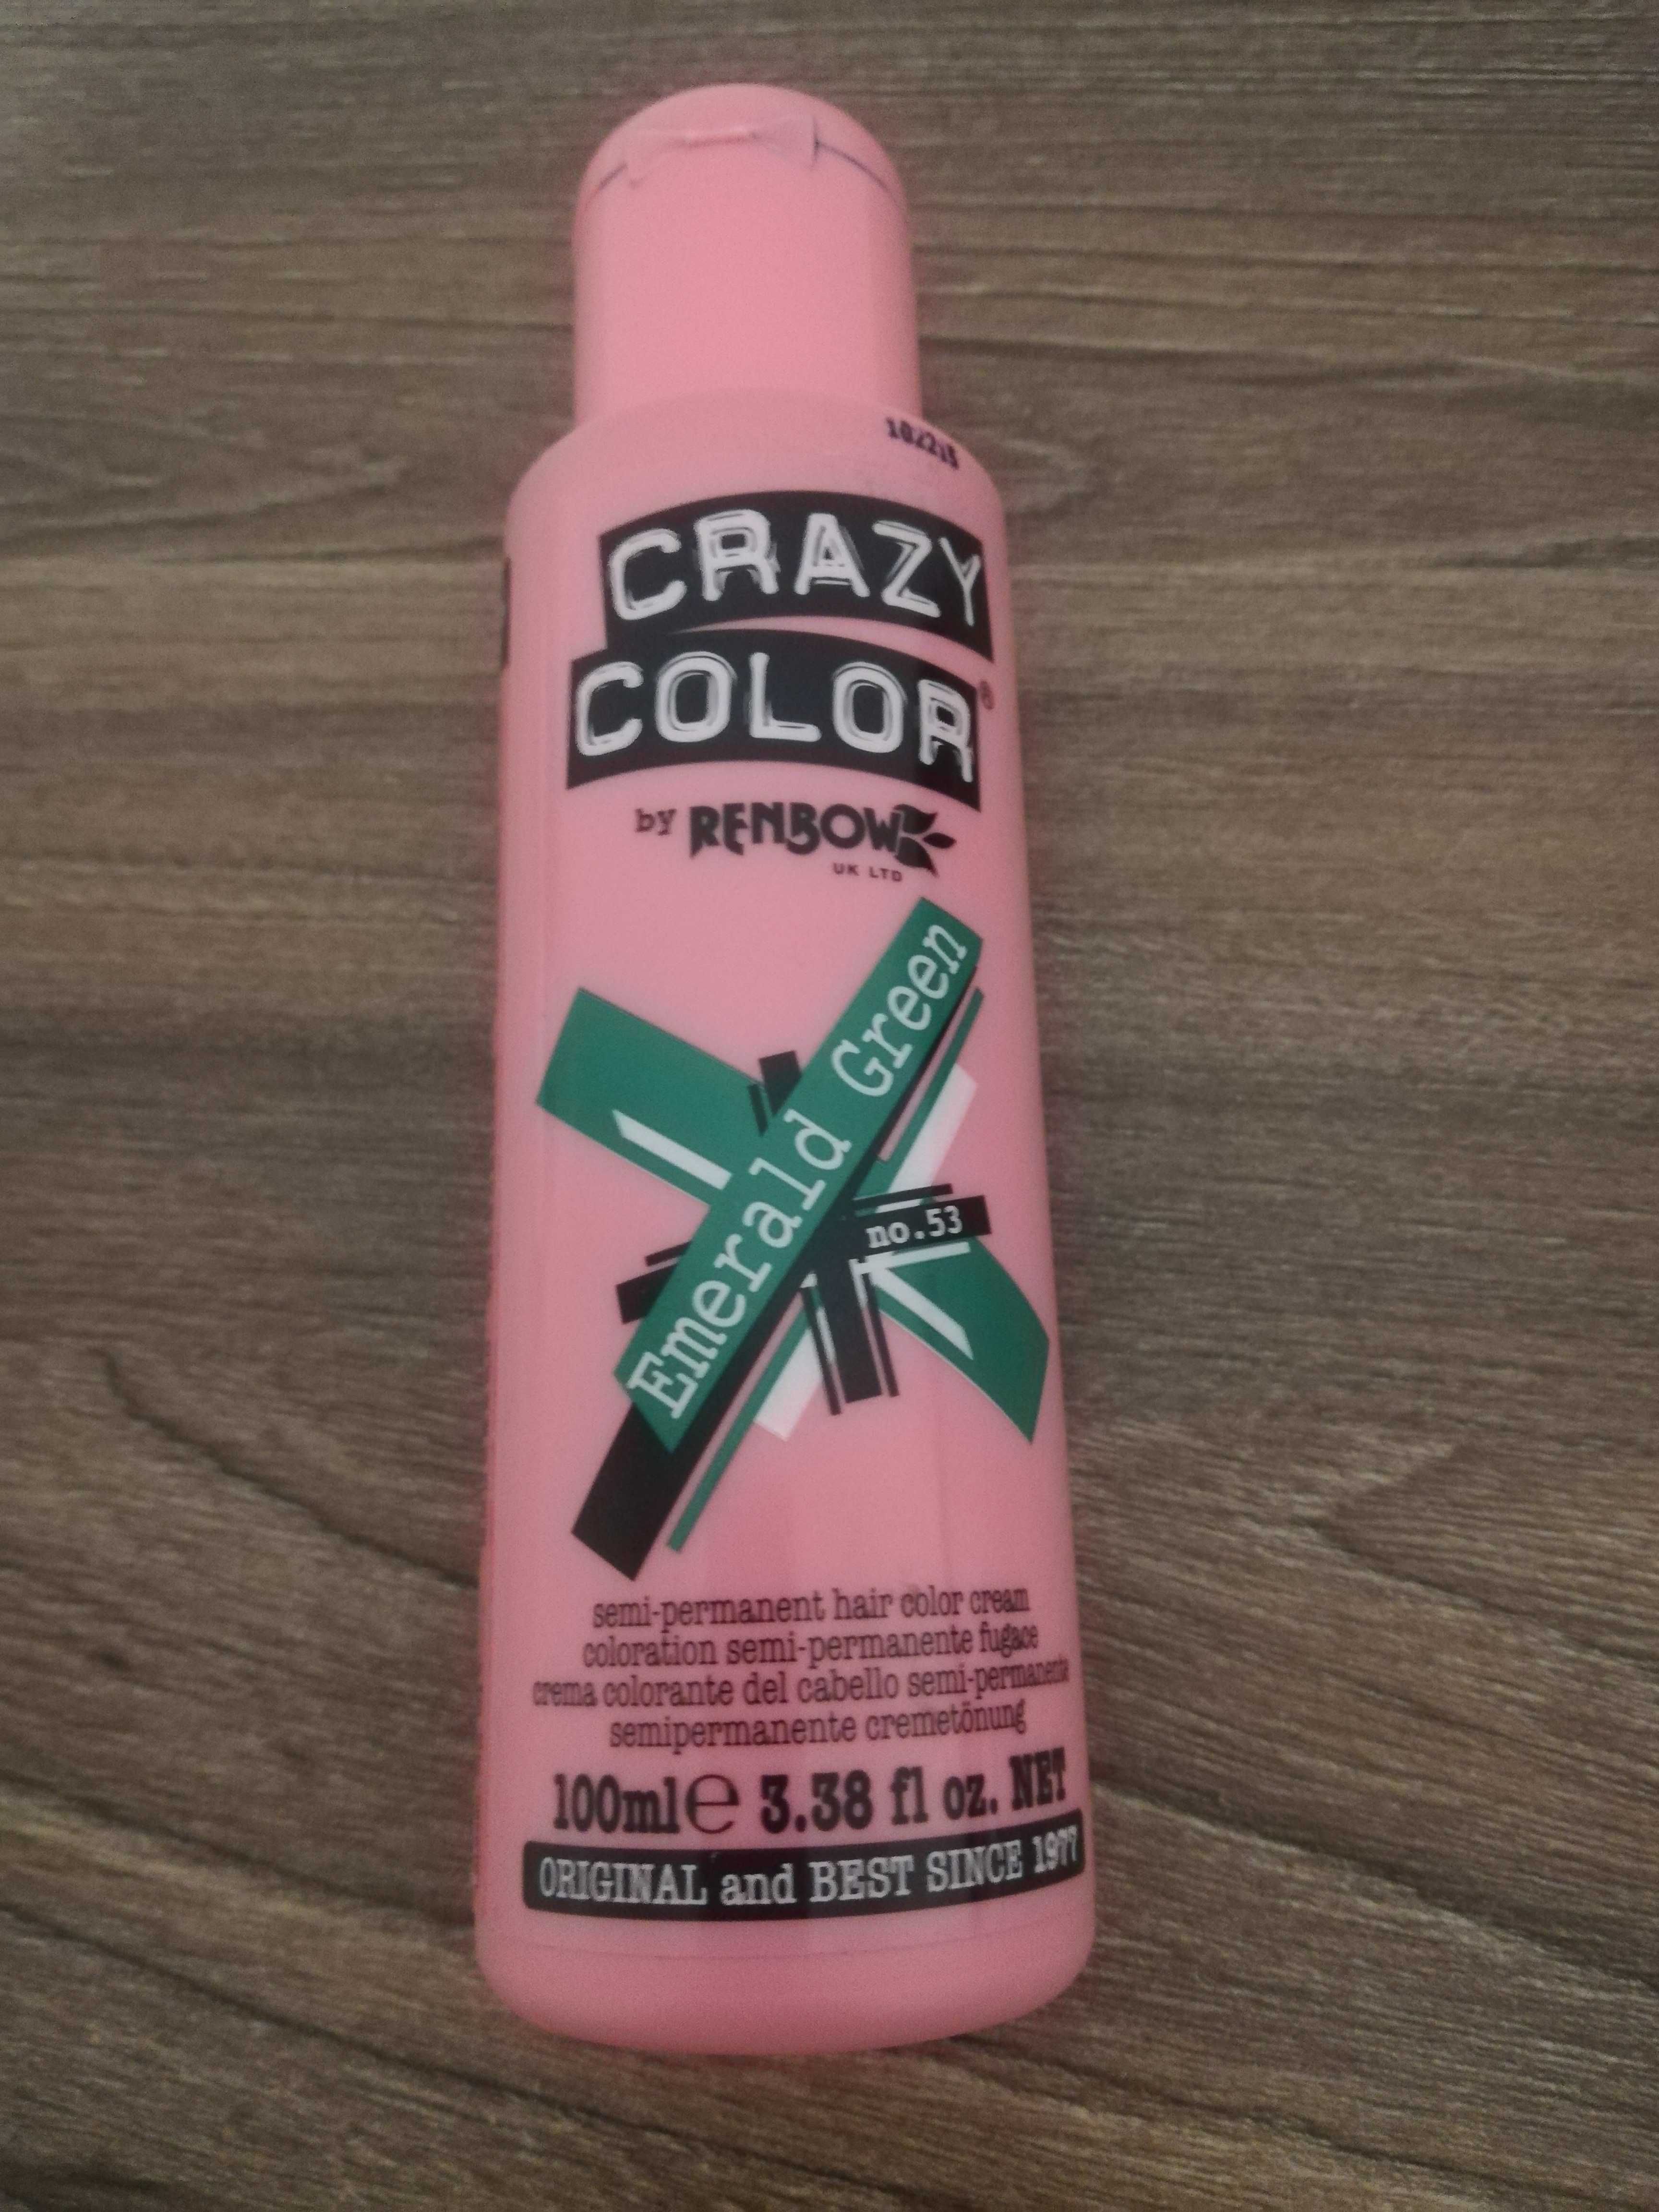 CRAZY
COLOR®
by RENBOW
UK LTD
Emerald Green
no.53
semi-permanent hair color cream
coloration semi-permanente fugace
crema colorante del cabello semi-permanente
semipermanente cremetönung
100ml℮ 3.38 fl oz. NET
ORIGINAL and BEST SINCE 1977